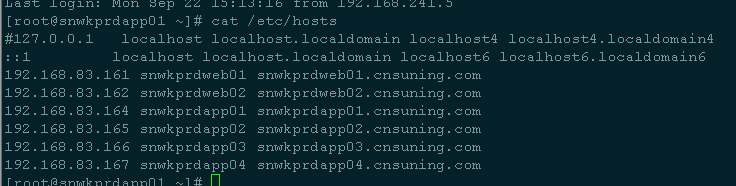 Last login: Mon Sep 22 15:13:16 from 192.168.241.5
[root@snwkprdapp01 ~]# cat /etc/hosts
#127.0.0.1   localhost localhost.localdomain localhost4 localhost4.localdomain4
::1         localhost localhost.localdomain localhost6 localhost6.localdomain6
192.168.83.161 snwkprdweb01 snwkprdweb01.cnsuning.com
192.168.83.162 snwkprdweb02 snwkprdweb02.cnsuning.com
192.168.83.164 snwkprdapp01 snwkprdapp01.cnsuning.com
192.168.83.165 snwkprdapp02 snwkprdapp02.cnsuning.com
192.168.83.166 snwkprdapp03 snwkprdapp03.cnsuning.com
192.168.83.167 snwkprdapp04 snwkprdapp04.cnsuning.com
[root@snwkprdapp01 ~]#